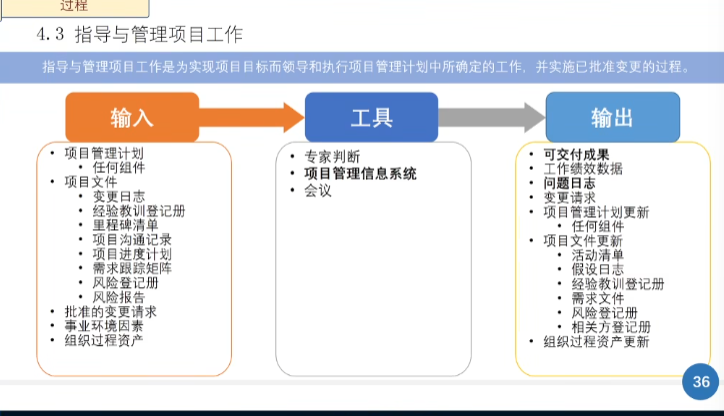 过程
4.3 指导与管理项目工作
指导与管理项目工作是为实现项目目标而领导和执行项目管理计划中所确定的工作，并实施已批准变更的过程。
输入
• 项目管理计划
• 任何组件
• 项目文件
• 变更日志
• 经验教训登记册
• 里程碑清单
• 项目沟通记录
• 项目进度计划
• 需求跟踪矩阵
• 风险登记册
• 风险报告
• 批准的变更请求
• 事业环境因素
• 组织过程资产
工具
• 专家判断
• 项目管理信息系统
• 会议
输出
• 可交付成果
• 工作绩效数据
• 问题日志
• 变更请求
• 项目管理计划更新
• 任何组件
• 项目文件更新
• 活动清单
• 假设日志
• 经验教训登记册
• 需求文件
• 风险登记册
• 相关方登记册
• 组织过程资产更新
36